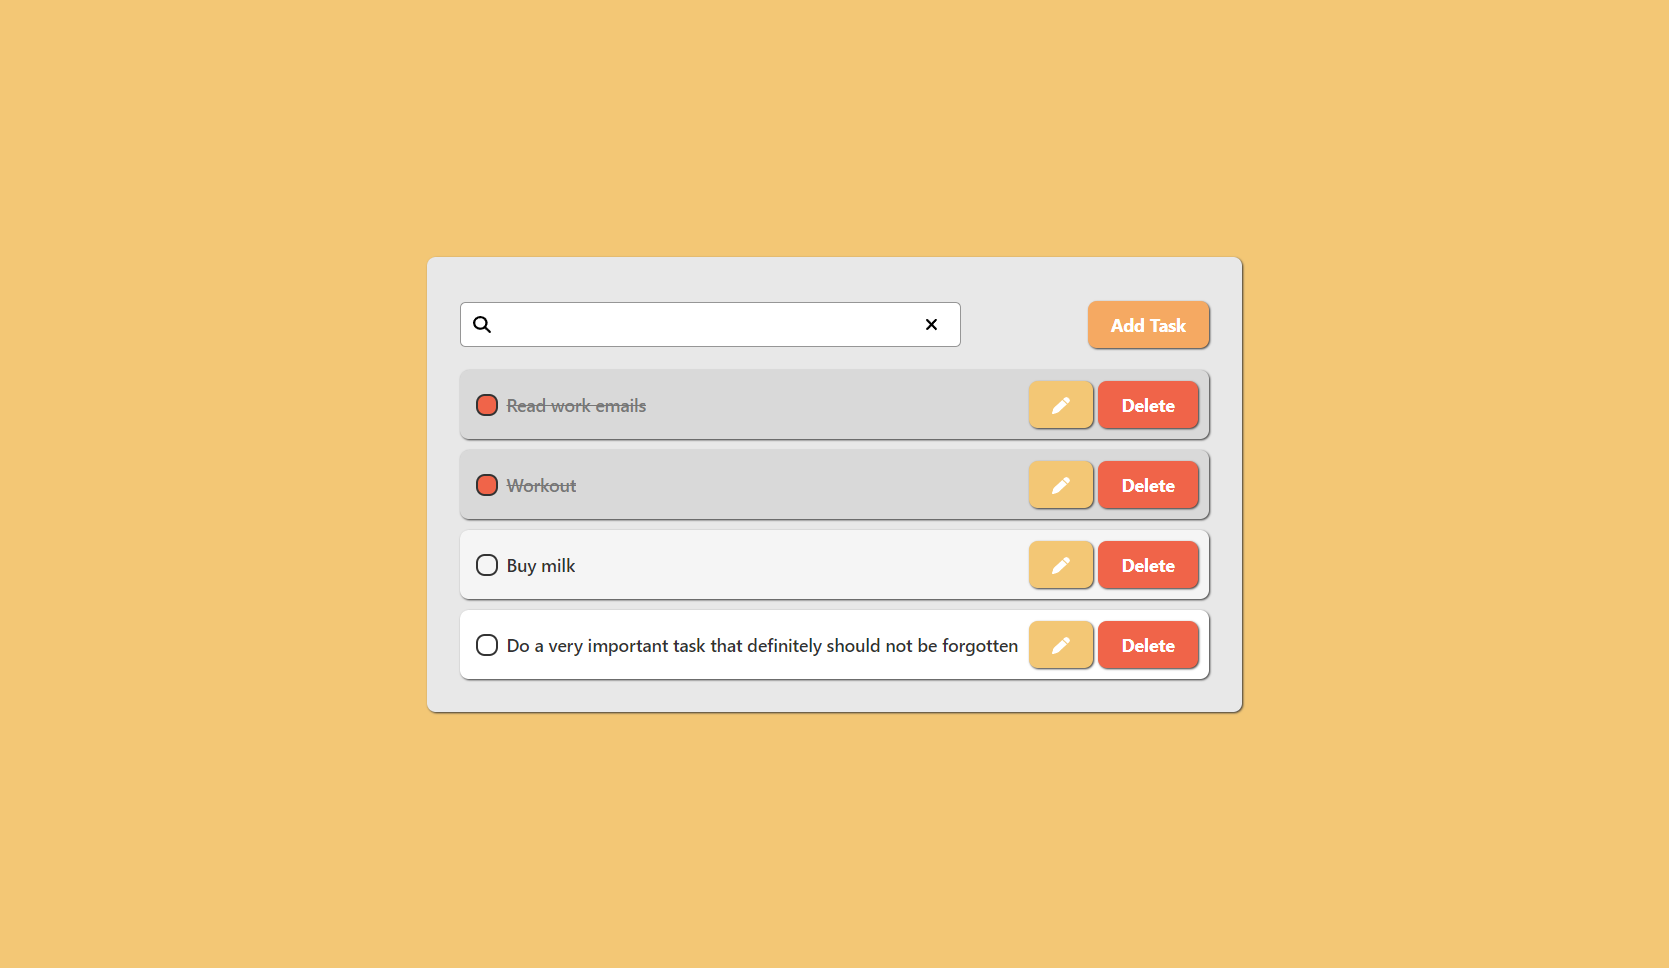 Add Task
Read work emails Delete
Workout Delete
Buy milk Delete
Do a very important task that definitely should not be forgotten Delete